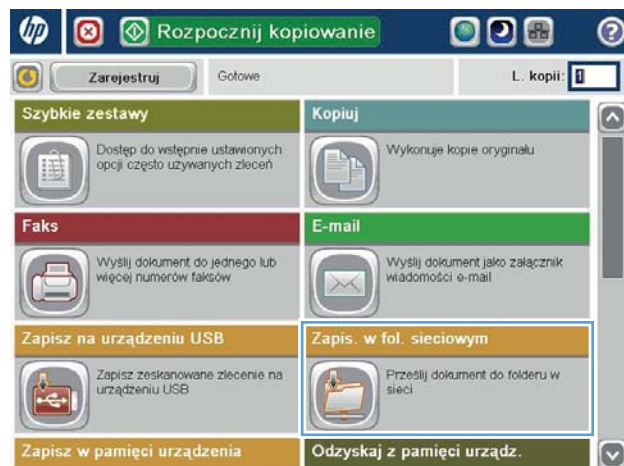 hp
Rozpocznij kopiowanie
?
Zarejestruj
Gotowe
L. kopii: 1
Szybkie zestawy
Dostęp do wstępnie ustawionych
opcji często używanych zleceń
Kopiuj
Wykonuje kopie oryginału
Faks
Wyślij dokument do jednego lub
więcej numerów faksów
E-mail
Wyślij dokument jako załącznik
wiadomości e-mail
Zapisz na urządzeniu USB
Zapisz zeskanowane zlecenie na
urządzeniu USB
Zapis. w fol. sieciowym
Prześlij dokument do folderu w
sieci
Zapisz w pamięci urządzenia
Odzyskaj z pamięci urządz.